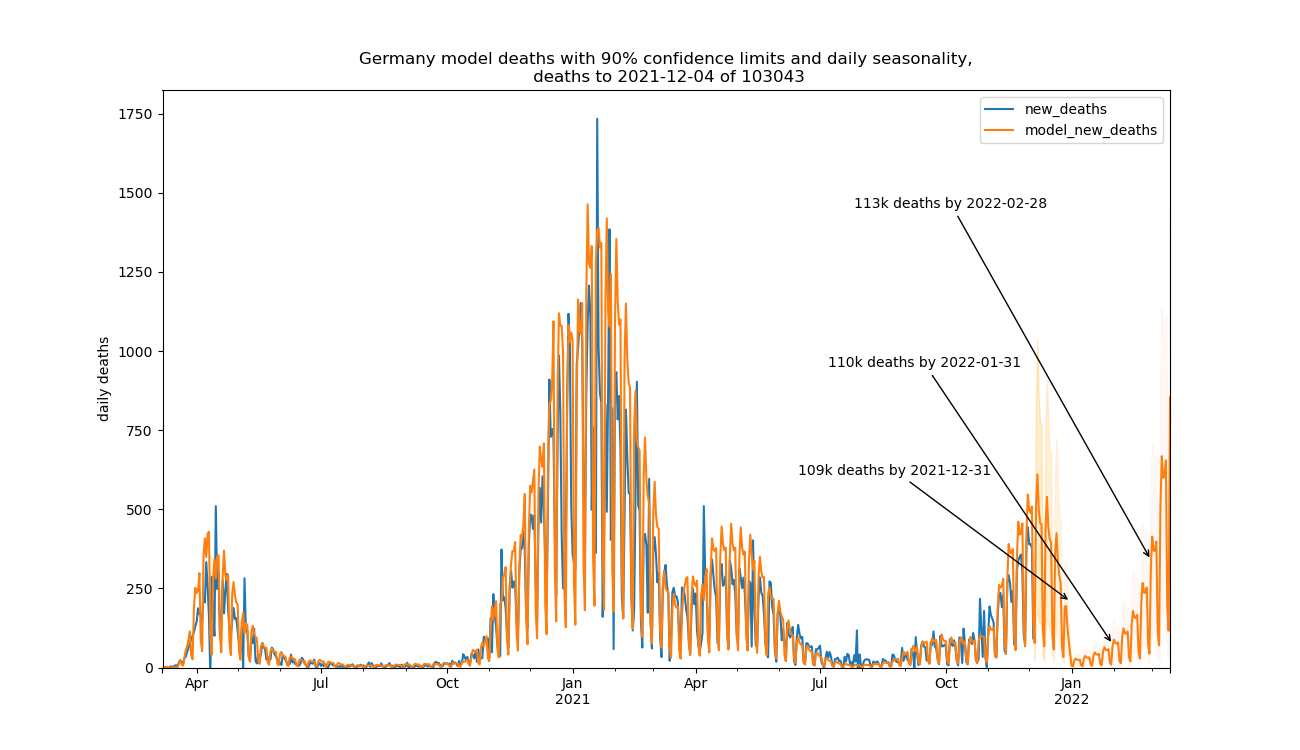 Germany model deaths with 90% confidence limits and daily seasonality,
deaths to 2021-12-04 of 103043
new_deaths
model_new_deaths
daily deaths
1750
1500
1250
1000
750
500
250
0
113k deaths by 2022-02-28
110k deaths by 2022-01-31
109k deaths by 2021-12-31
Apr
Jul
Oct
Jan
2021
Apr
Jul
Oct
Jan
2022